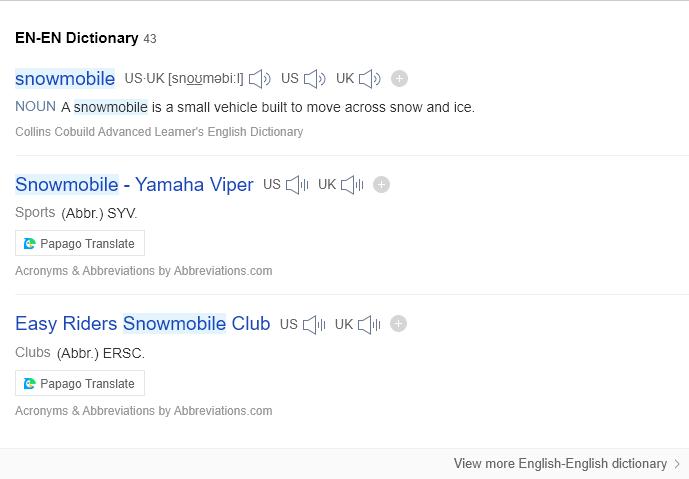 EN-EN Dictionary 43
snowmobile US·UK [snoʊməbiːl] US UK
NOUN A snowmobile is a small vehicle built to move across snow and ice.
Collins Cobuild Advanced Learner's English Dictionary
Snowmobile - Yamaha Viper US UK
Sports (Abbr.) SYV.
Papago Translate
Acronyms & Abbreviations by Abbreviations.com
Easy Riders Snowmobile Club US UK
Clubs (Abbr.) ERSC.
Papago Translate
Acronyms & Abbreviations by Abbreviations.com
View more English-English dictionary >